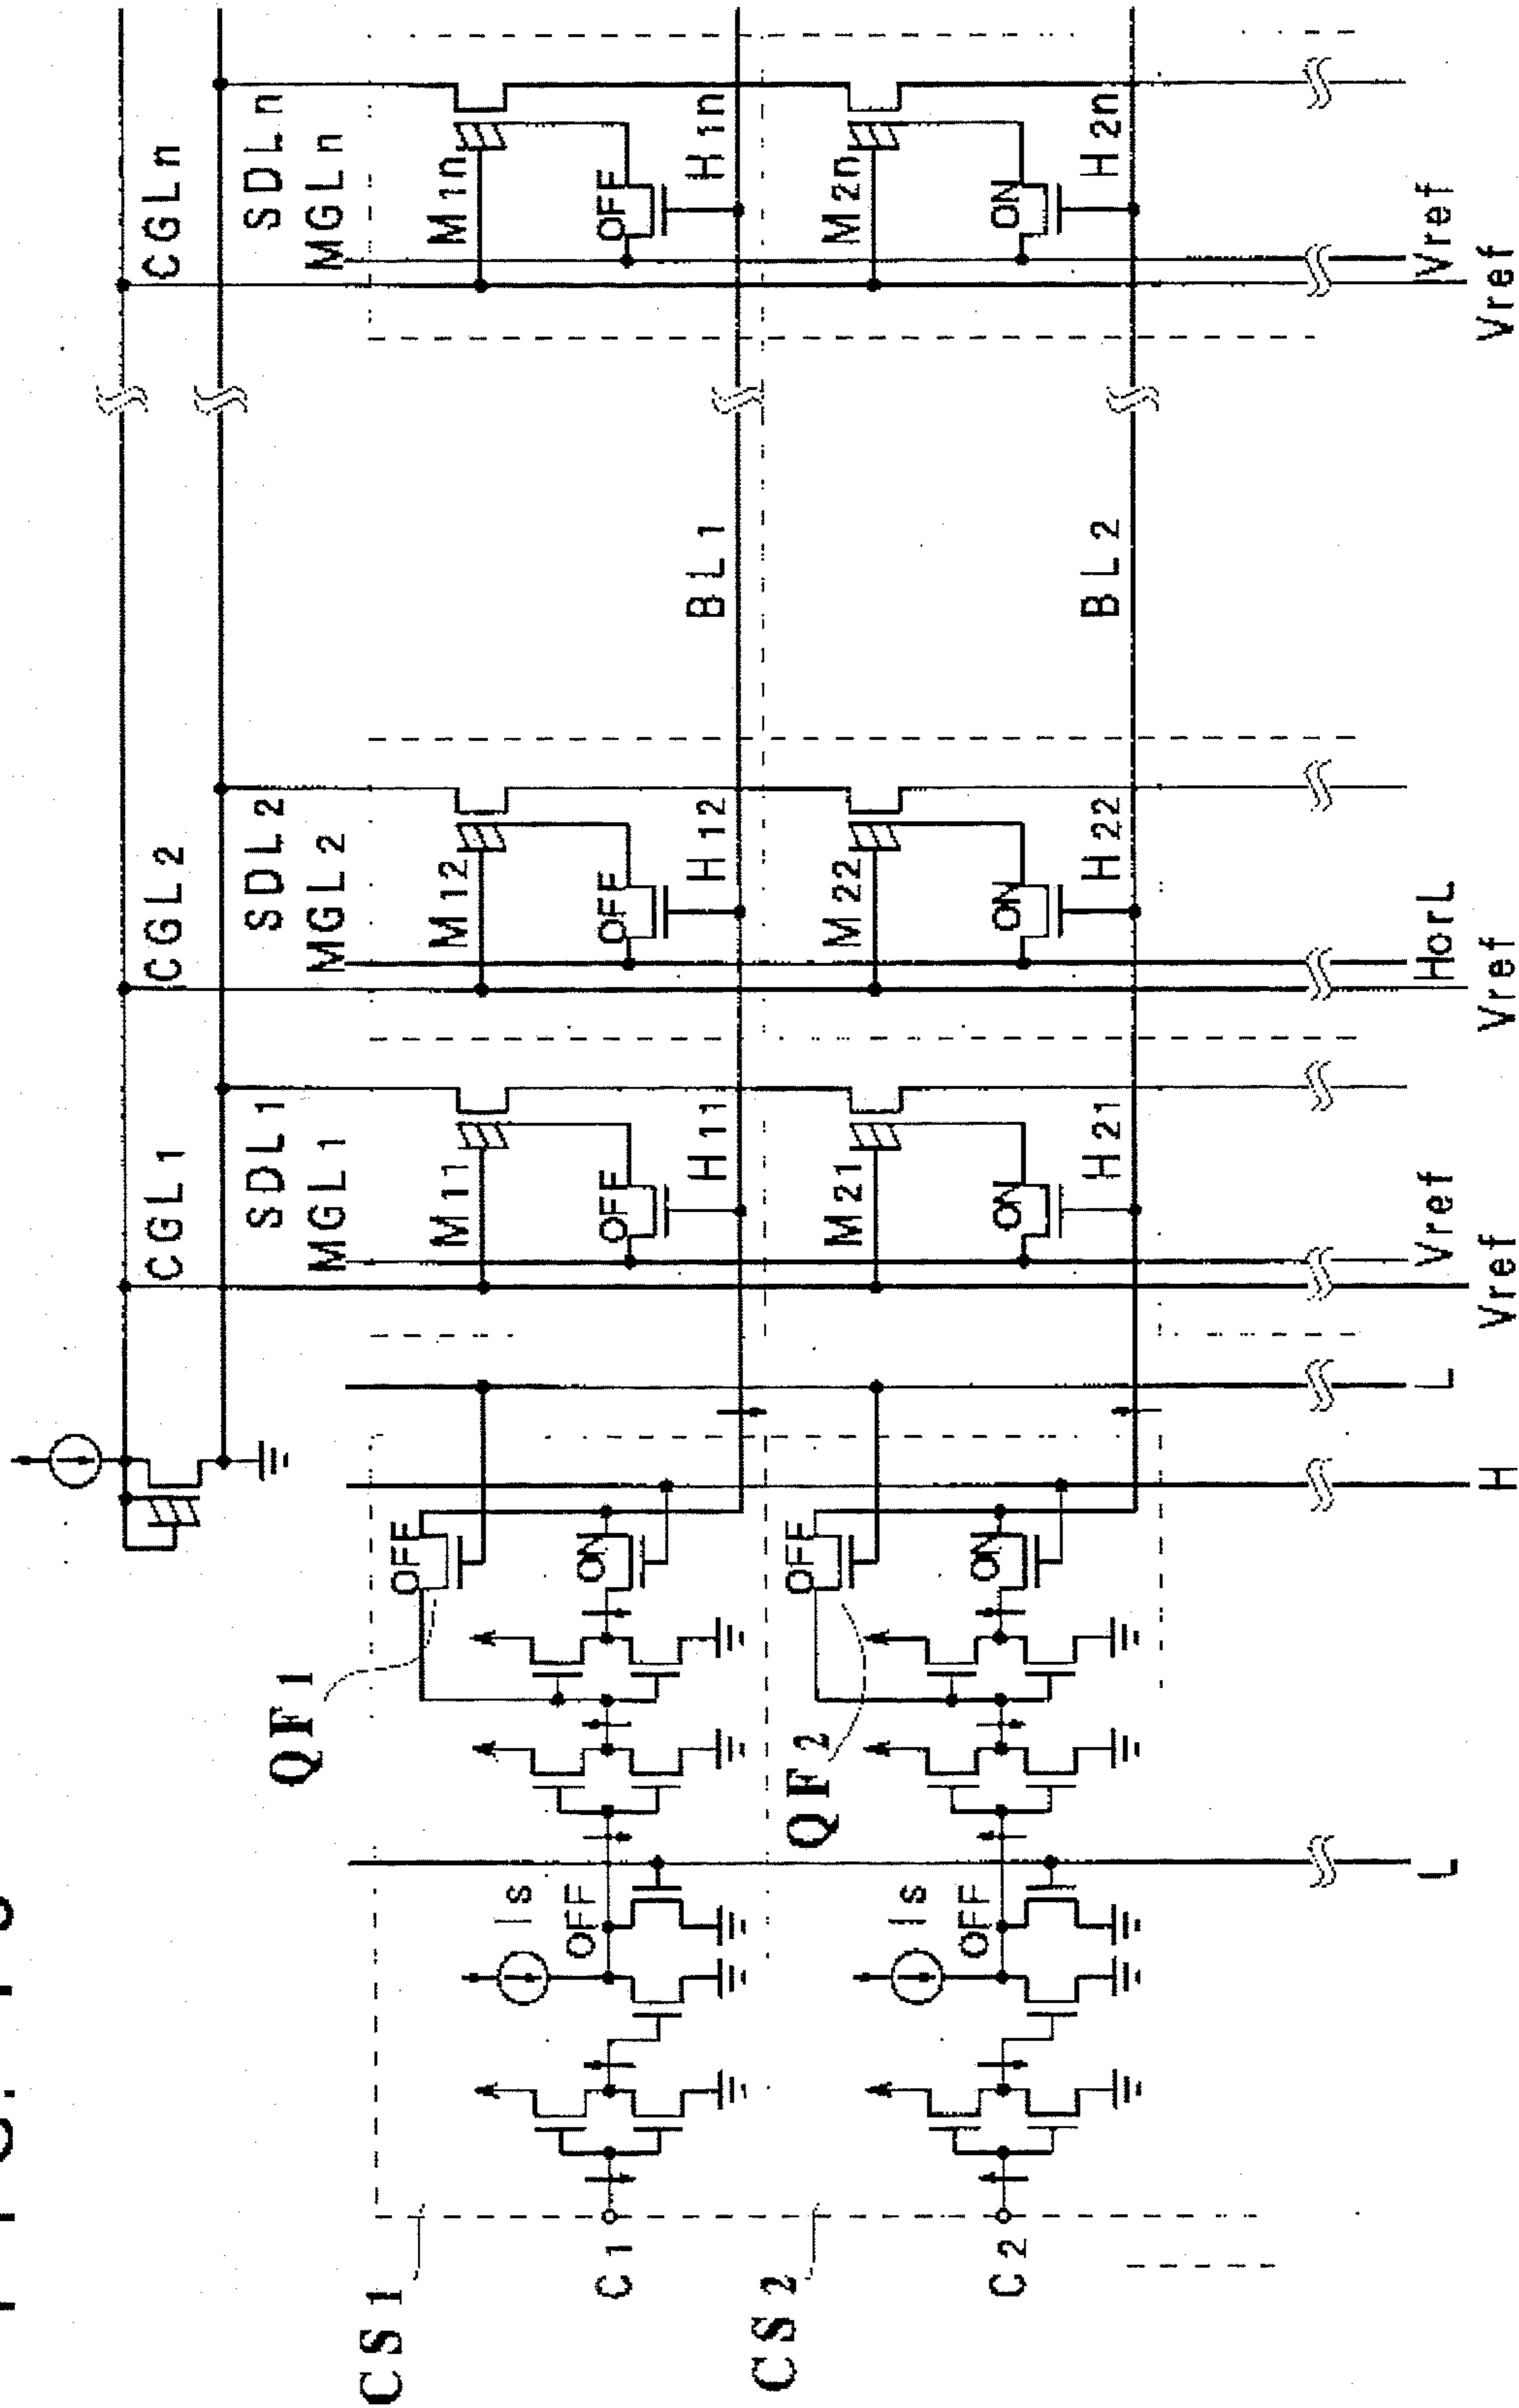 CGL1 CGL2 CGLn
SDL1 SDL2 SDLn
MGL1 MGL2 MGLn
QF1
CS1
OFF
M11 M12 M1n
Is
OFF
ON
OFF OFF OFF
C1
H11 H12 H1n
BL1
QF2
CS2
OFF
M21 M22 M2n
Is
OFF
ON
ON ON ON
C2
H21 H22 H2n
BL2
L L Vref HorL Vref
H Vref Vref Vref